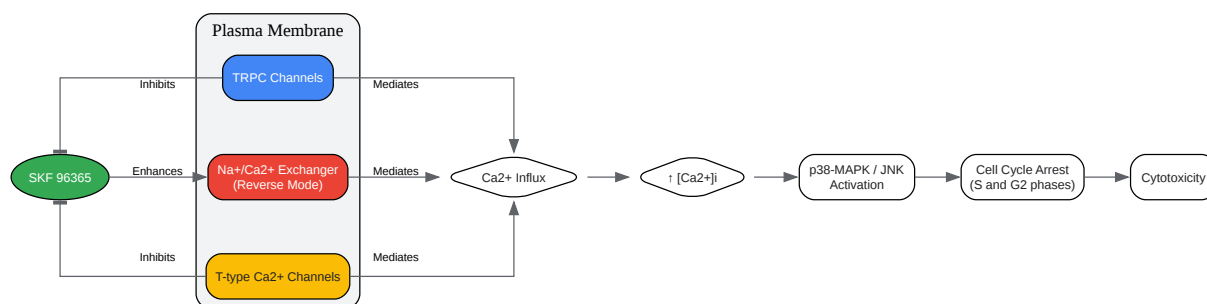 Plasma Membrane
TRPC Channels
Inhibits
Mediates
SKF 96365
Enhances
Na+/Ca2+ Exchanger
(Reverse Mode)
Mediates
Ca2+ Influx
↑ [Ca2+]i
p38-MAPK / JNK
Activation
Cell Cycle Arrest
(S and G2 phases)
Cytotoxicity
Inhibits
Mediates
T-type Ca2+ Channels